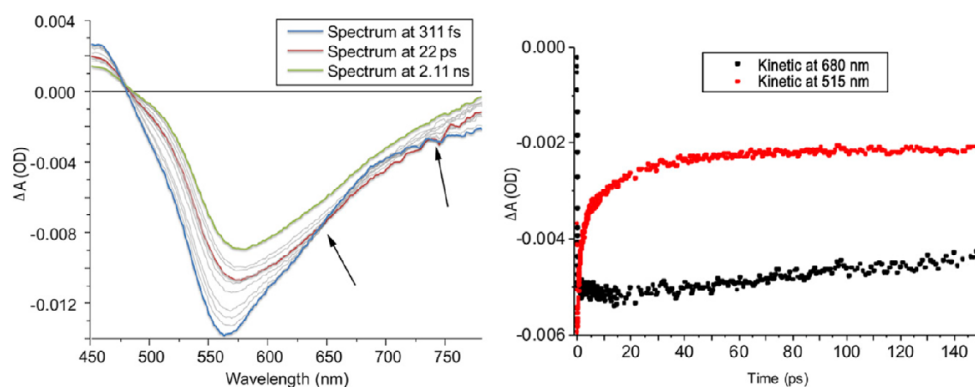 0.004
0.000
-0.004
-0.008
-0.012
Δ A (OD)
Spectrum at 311 fs
Spectrum at 22 ps
Spectrum at 2.11 ns
450 500 550 600 650 700 750
Wavelength (nm)
0.000
-0.002
-0.004
-0.006
Δ A (OD)
Kinetic at 680 nm
Kinetic at 515 nm
0 20 40 60 80 100 120 140
Time (ps)